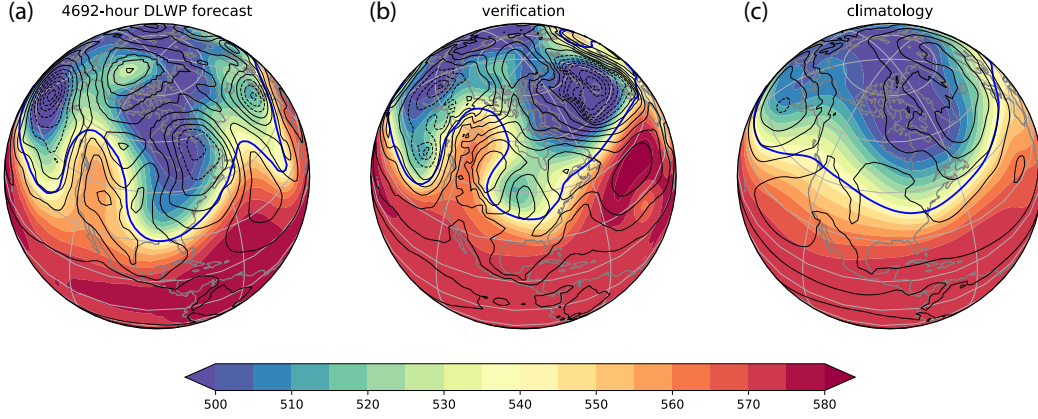 (a) 4692-hour DLWP forecast
(b) verification
(c) climatology
500 510 520 530 540 550 560 570 580